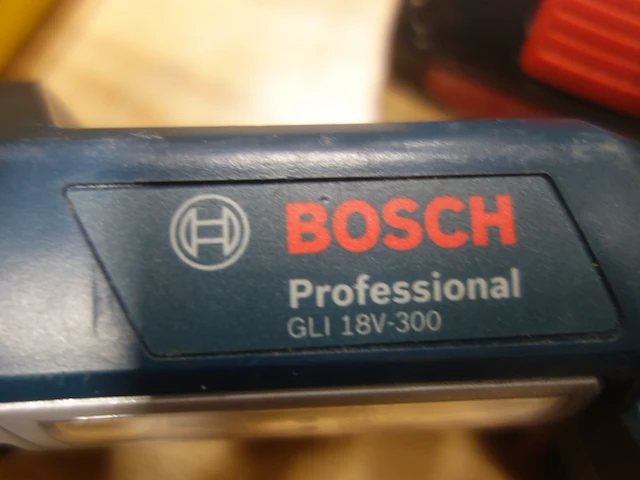 BOSCH
Professional
GLI 18V-300